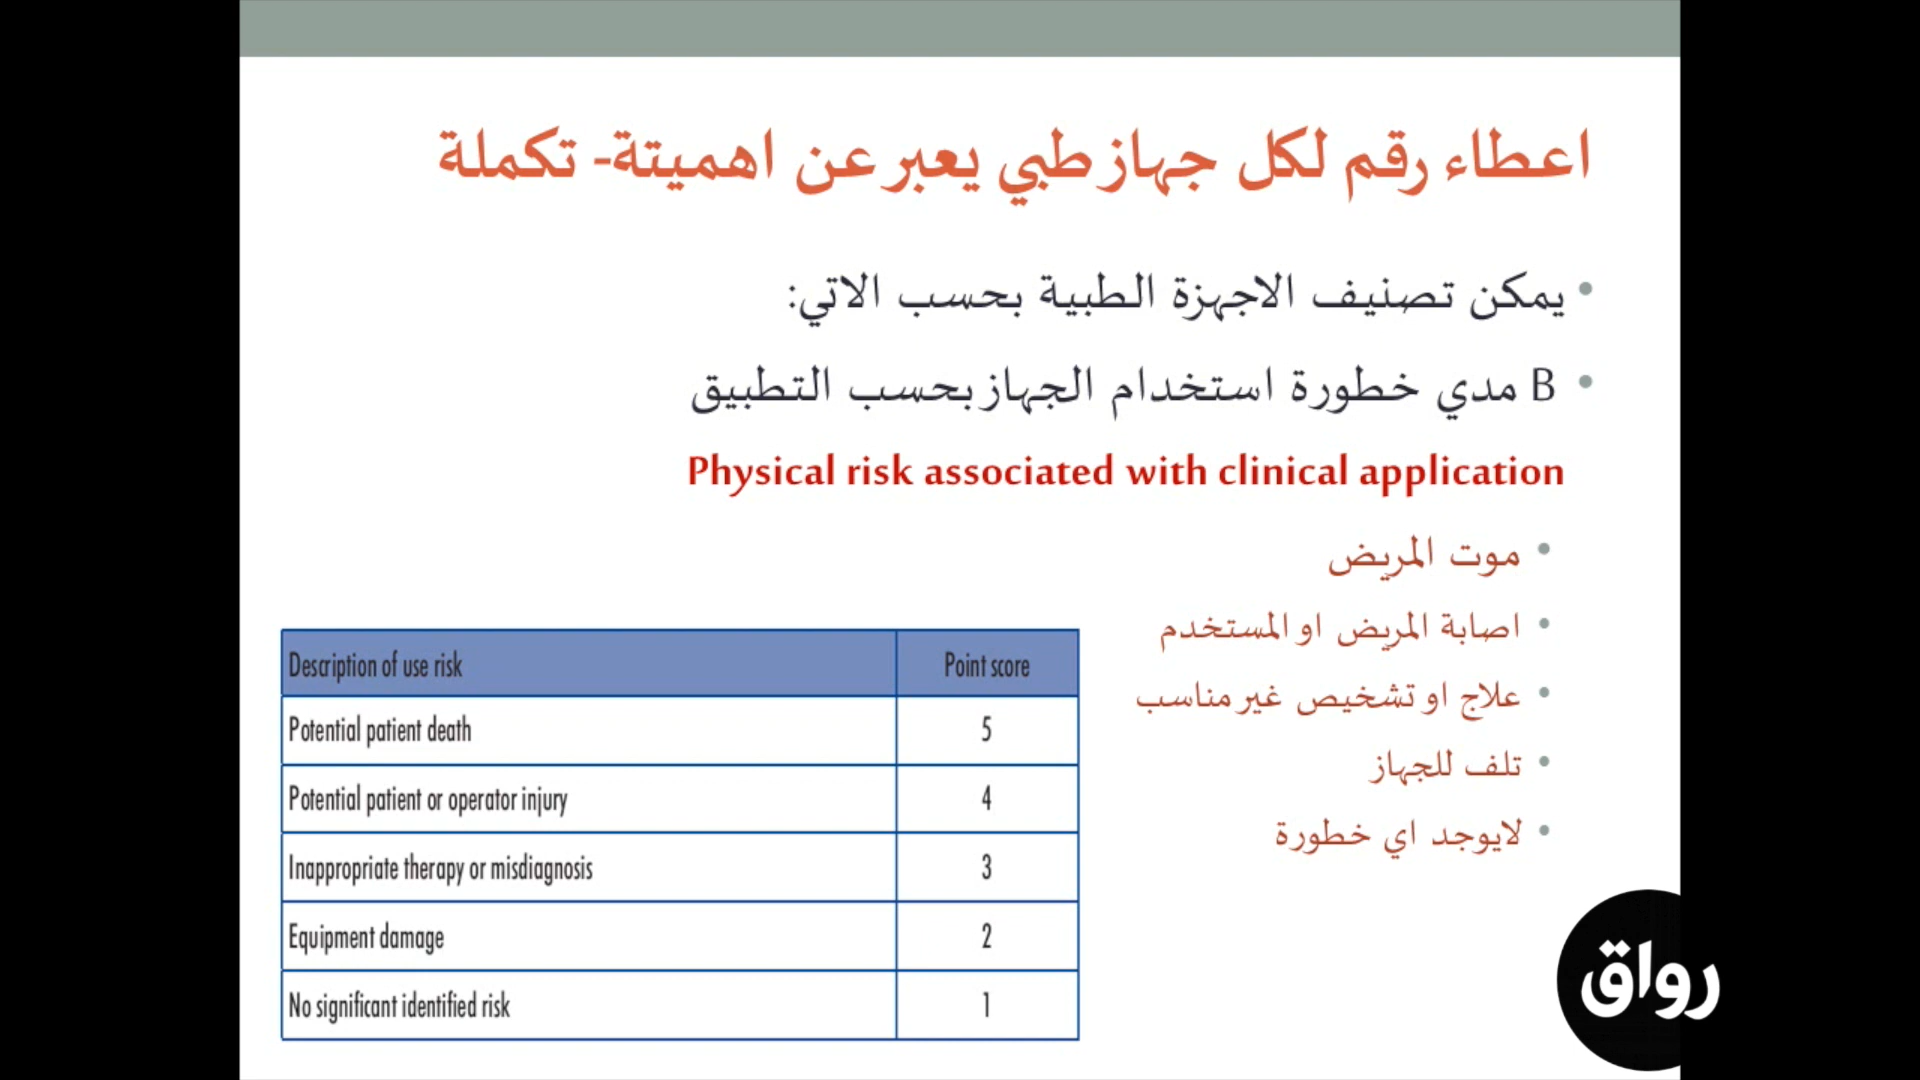 اعطاء رقم لكل جهاز طبي يعبر عن اهميتة- تكملة
• يمكن تصنيف الاجهزة الطبية بحسب الاتي:
• B مدي خطورة استخدام الجهاز بحسب التطبيق
Physical risk associated with clinical application
• موت المريض
• اصابة المريض او المستخدم
• علاج او تشخيص غير مناسب
• تلف للجهاز
• لايوجد اي خطورة
Description of use risk Point score
Potential patient death 5
Potential patient or operator injury 4
Inappropriate therapy or misdiagnosis 3
Equipment damage 2
No significant identified risk 1
رواق